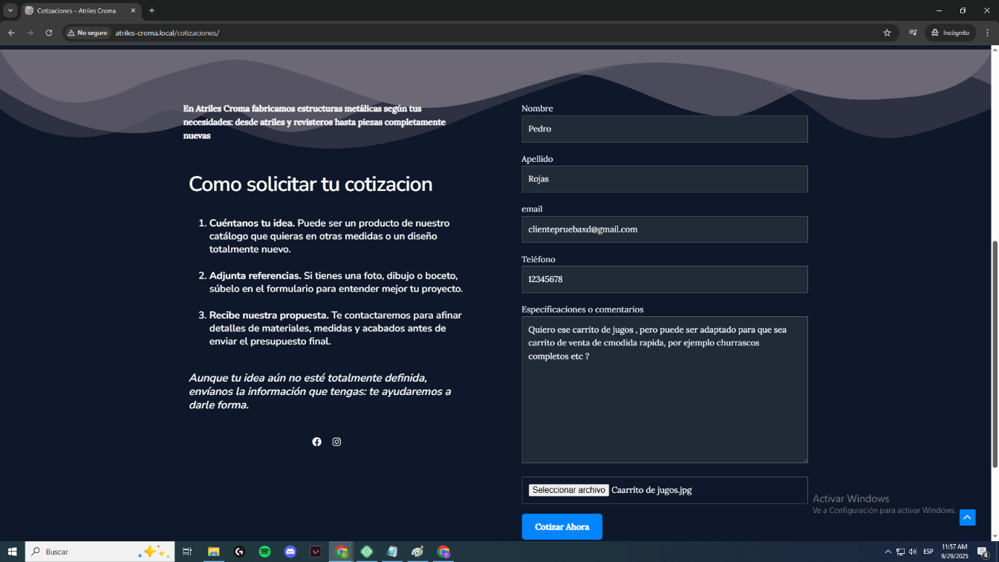 Cotizaciones – Atriles Croma
No seguro
atriles-croma.local/cotizaciones/
Incógnito
En Atriles Croma fabricamos estructuras metálicas según tus
necesidades: desde atriles y revisteros hasta piezas completamente
nuevas
Como solicitar tu cotizacion
1. Cuéntanos tu idea. Puede ser un producto de nuestro
catálogo que quieras en otras medidas o un diseño
totalmente nuevo.
2. Adjunta referencias. Si tienes una foto, dibujo o boceto,
súbelo en el formulario para entender mejor tu proyecto.
3. Recibe nuestra propuesta. Te contactaremos para afinar
detalles de materiales, medidas y acabados antes de
enviar el presupuesto final.
Aunque tu idea aún no esté totalmente definida,
envíanos la información que tengas: te ayudaremos a
darle forma.
Nombre
Pedro
Apellido
Rojas
email
clientepruebaxd@gmail.com
Teléfono
12345678
Especificaciones o comentarios
Quiero ese carrito de jugos , pero puede ser adaptado para que sea
carrito de venta de cmodida rapida, por ejemplo churrascos
completos etc ?
Seleccionar archivo Caarrito de jugos.jpg
Cotizar Ahora
Activar Windows
Ve a Configuración para activar Windows.
Buscar
ESP
11:57 AM
9/29/2025
4